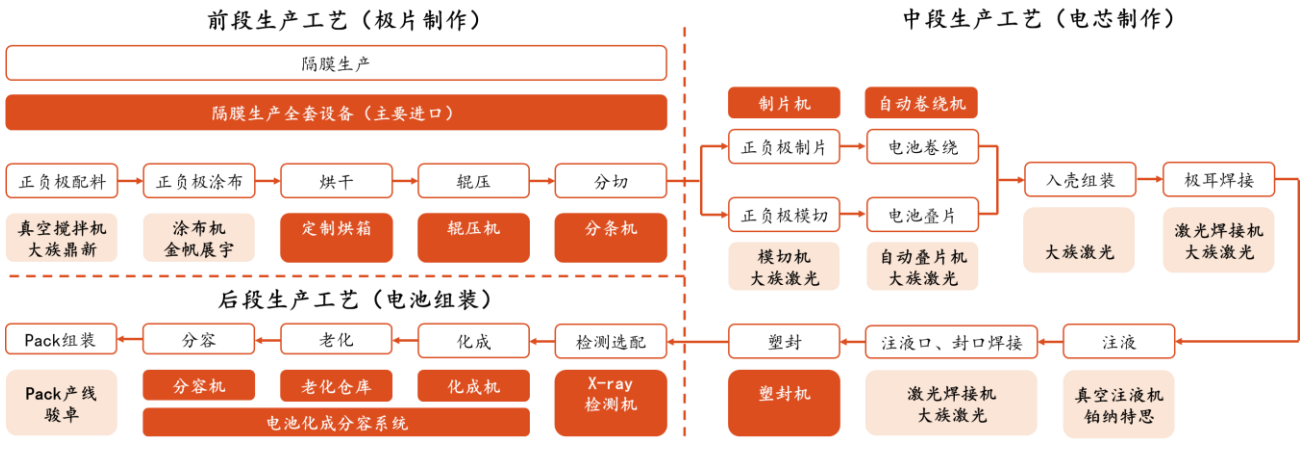 前段生产工艺（极片制作）
隔膜生产
隔膜生产全套设备（主要进口）
正负极配料
正负极涂布
烘干
辊压
分切
真空搅拌机
大族鼎新
涂布机
金帆展宇
定制烘箱
辊压机
分条机
中段生产工艺（电芯制作）
制片机
自动卷绕机
正负极制片
电池卷绕
正负极模切
电池叠片
模切机
大族激光
自动叠片机
大族激光
入壳组装
极耳焊接
大族激光
激光焊接机
大族激光
塑封
注液口、封口焊接
注液
塑封机
激光焊接机
大族激光
真空注液机
铂纳特思
后段生产工艺（电池组装）
Pack组装
分容
老化
化成
检测选配
Pack产线
骏卓
分容机
老化仓库
化成机
电池化成分容系统
X-ray
检测机